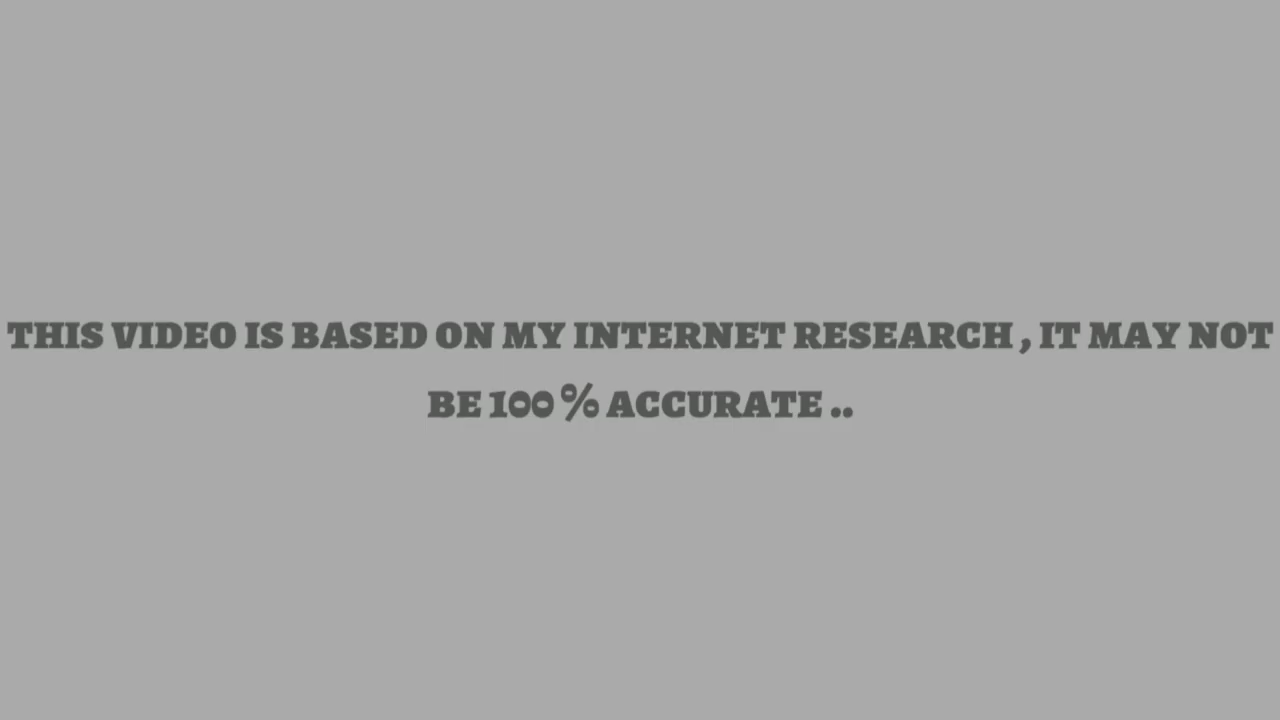 THIS VIDEO IS BASED ON MY INTERNET RESEARCH , IT MAY NOT
BE 100 % ACCURATE ..